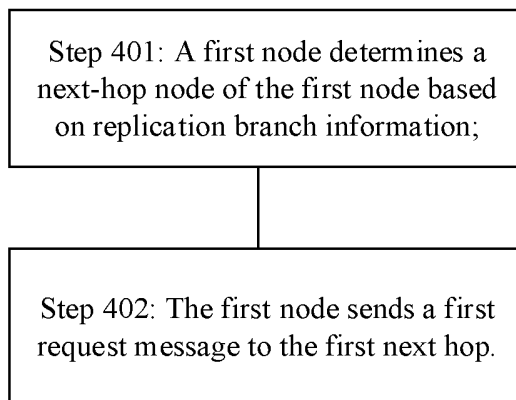 Step 401: A first node determines a
next-hop node of the first node based
on replication branch information;
Step 402: The first node sends a first
request message to the first next hop.